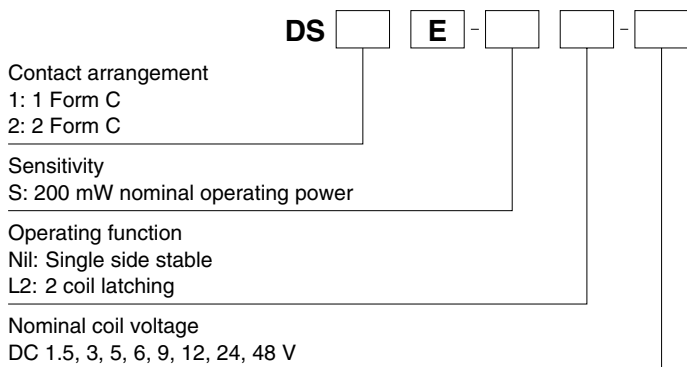 DS E - -
Contact arrangement
1: 1 Form C
2: 2 Form C
Sensitivity
S: 200 mW nominal operating power
Operating function
Nil: Single side stable
L2: 2 coil latching
Nominal coil voltage
DC 1.5, 3, 5, 6, 9, 12, 24, 48 V